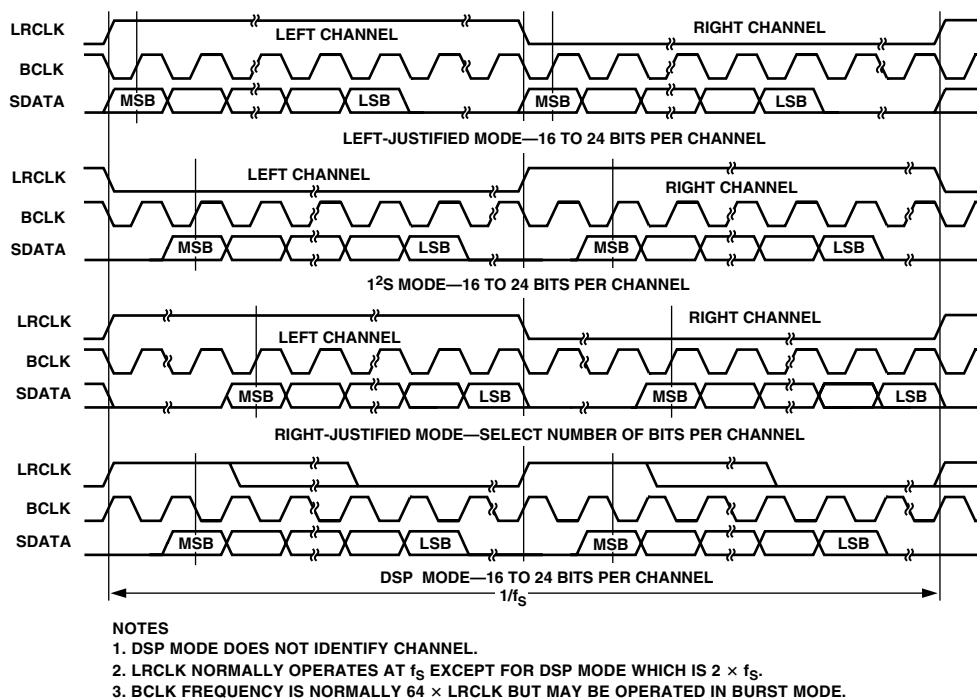 LRCLK
LEFT CHANNEL
RIGHT CHANNEL
BCLK
SDATA
MSB
LSB
MSB
LSB
LEFT-JUSTIFIED MODE—16 TO 24 BITS PER CHANNEL
LRCLK
LEFT CHANNEL
RIGHT CHANNEL
BCLK
SDATA
MSB
LSB
MSB
LSB
1²S MODE—16 TO 24 BITS PER CHANNEL
LRCLK
LEFT CHANNEL
RIGHT CHANNEL
BCLK
SDATA
MSB
LSB
MSB
LSB
RIGHT-JUSTIFIED MODE—SELECT NUMBER OF BITS PER CHANNEL
LRCLK
BCLK
SDATA
MSB
LSB
MSB
LSB
DSP MODE—16 TO 24 BITS PER CHANNEL
1/fS
NOTES
1. DSP MODE DOES NOT IDENTIFY CHANNEL.
2. LRCLK NORMALLY OPERATES AT fS EXCEPT FOR DSP MODE WHICH IS 2 × fS.
3. BCLK FREQUENCY IS NORMALLY 64 × LRCLK BUT MAY BE OPERATED IN BURST MODE.